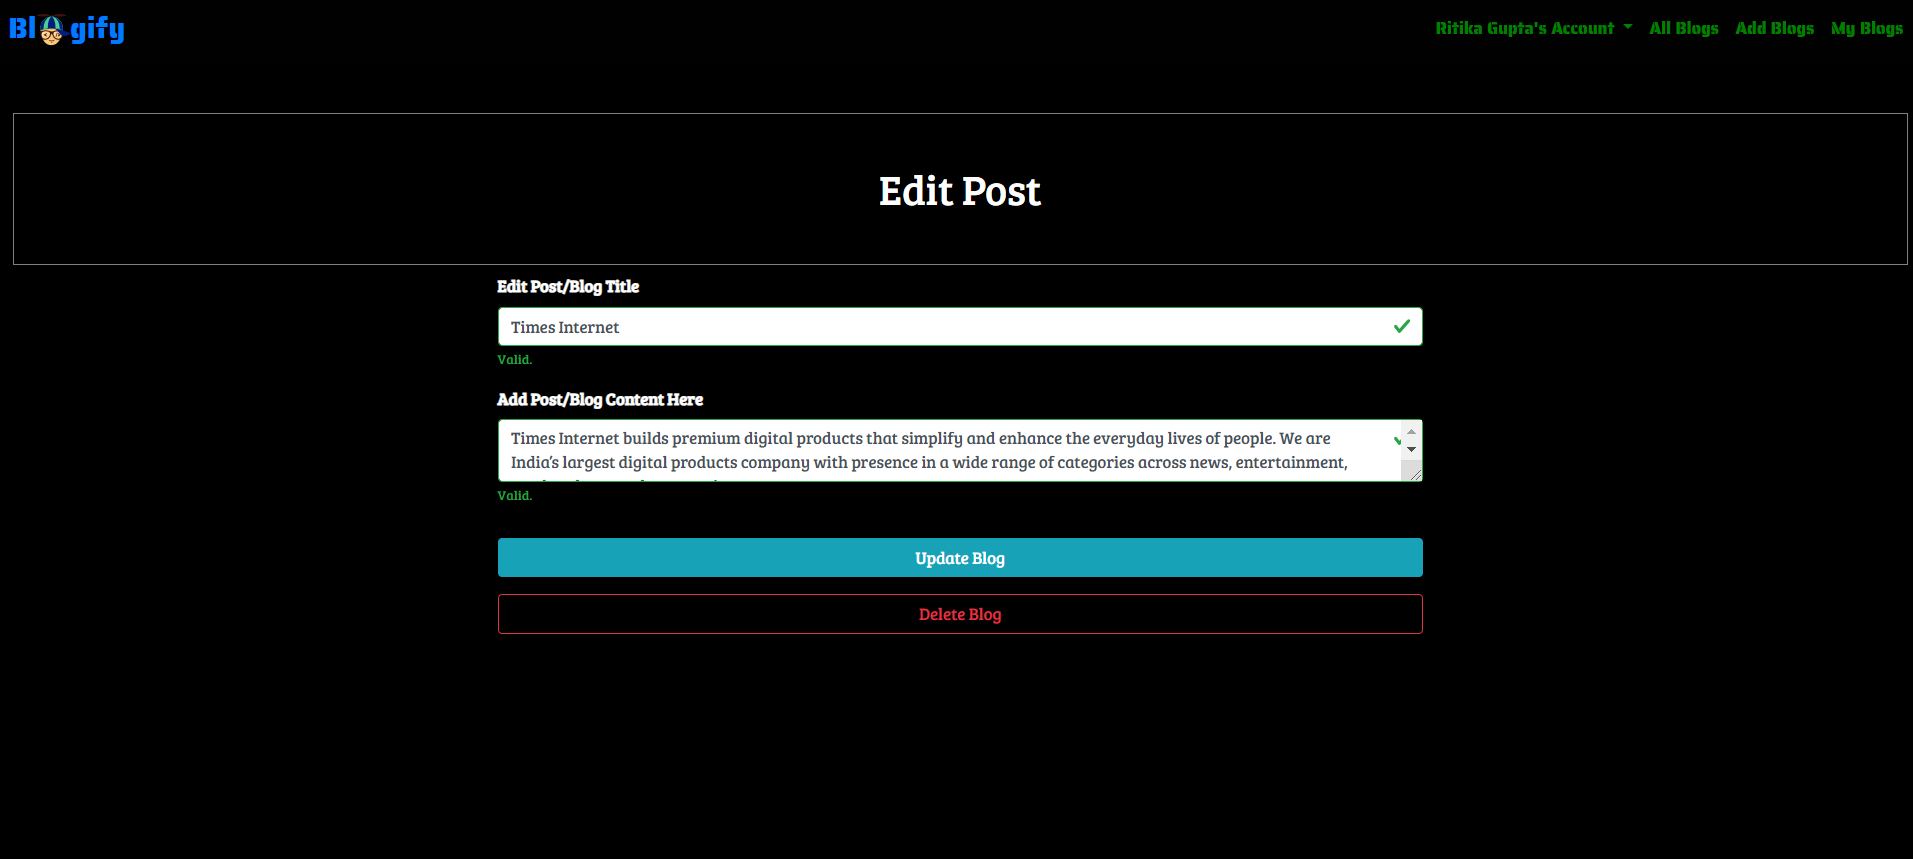 Blogify
Ritika Gupta's Account All Blogs Add Blogs My Blogs
Edit Post
Edit Post/Blog Title
Times Internet
Valid.
Add Post/Blog Content Here
Times Internet builds premium digital products that simplify and enhance the everyday lives of people. We are
India’s largest digital products company with presence in a wide range of categories across news, entertainment,
Valid.
Update Blog
Delete Blog